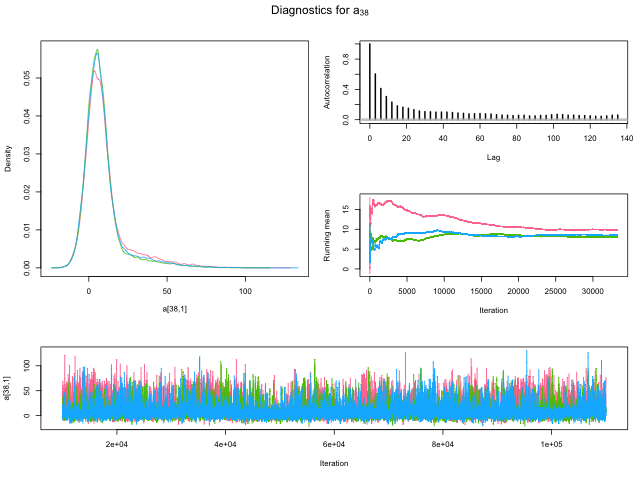 Diagnostics for a38
Density
0.00 0.01 0.02 0.03 0.04 0.05
0 50 100
a[38,1]
Autocorrelation
0.0 0.4 0.8
0 20 40 60 80 100 120 140
Lag
Running mean
0 5 10 15
0 5000 10000 15000 20000 25000 30000
Iteration
a[38,1]
0 50 100
2e+04 4e+04 6e+04 8e+04 1e+05
Iteration